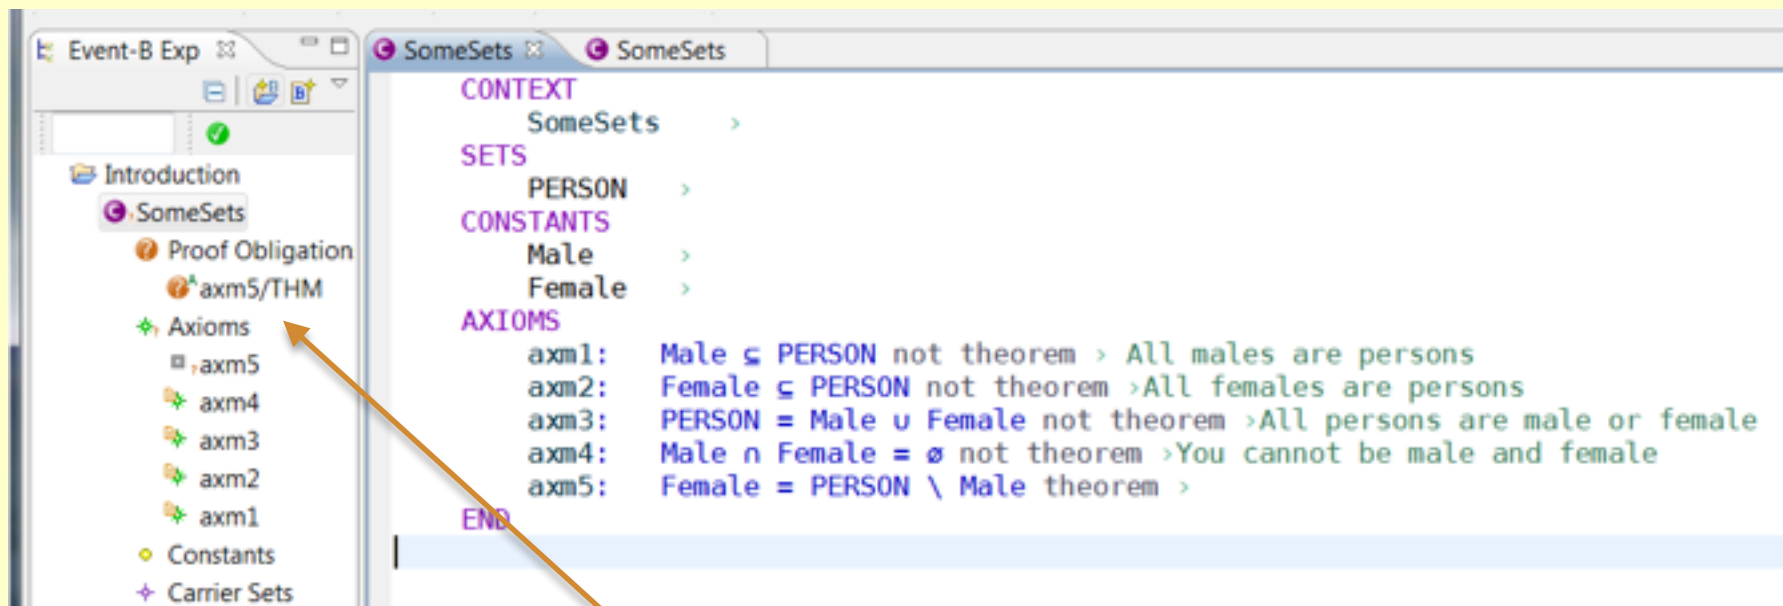 Event-B Exp
Introduction
SomeSets
Proof Obligation
axm5/THM
Axioms
axm5
axm4
axm3
axm2
axm1
Constants
Carrier Sets
SomeSets
SomeSets
CONTEXT
SomeSets ›
SETS
PERSON ›
CONSTANTS
Male ›
Female ›
AXIOMS
axm1: Male ⊆ PERSON not theorem › All males are persons
axm2: Female ⊆ PERSON not theorem ›All females are persons
axm3: PERSON = Male ∪ Female not theorem ›All persons are male or female
axm4: Male ∩ Female = ∅ not theorem ›You cannot be male and female
axm5: Female = PERSON \ Male theorem ›
END